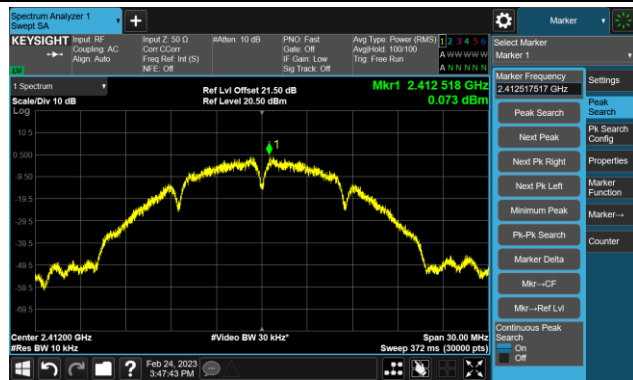 Spectrum Analyzer 1
Swept SA
Marker
KEYSIGHT
Input: RF
Coupling: AC
Align: Auto
Input Z: 50 Ω
Corr CCorr
Freq Ref: Int (S)
NFE: Off
#Atten: 10 dB
PNO: Fast
Gate: Off
IF Gain: Low
Sig Track: Off
Avg Type: Power (RMS)
Avg|Hold: 100/100
Trig: Free Run
1 2 3 4 5 6
A W W W W W
A N N N N N
LVI
Select Marker
Marker 1
1 Spectrum
Scale/Div 10 dB
Log
Ref Lvl Offset 21.50 dB
Ref Level 20.50 dBm
Mkr1 2.412 518 GHz
0.073 dBm
10.5
0.500
-9.50
-19.5
-29.5
-39.5
-49.5
-59.5
-69.5
1
Center 2.41200 GHz
#Res BW 10 kHz
#Video BW 30 kHz*
Span 30.00 MHz
Sweep 372 ms (30000 pts)
Marker Frequency
2.412517517 GHz
Peak Search
Next Peak
Next Pk Right
Next Pk Left
Minimum Peak
Pk-Pk Search
Marker Delta
Mkr→CF
Mkr→Ref Lvl
Continuous Peak
Search
On
Off
Settings
Peak
Search
Pk Search
Config
Properties
Marker
Function
Marker→
Counter
?
Feb 24, 2023
3:47:43 PM